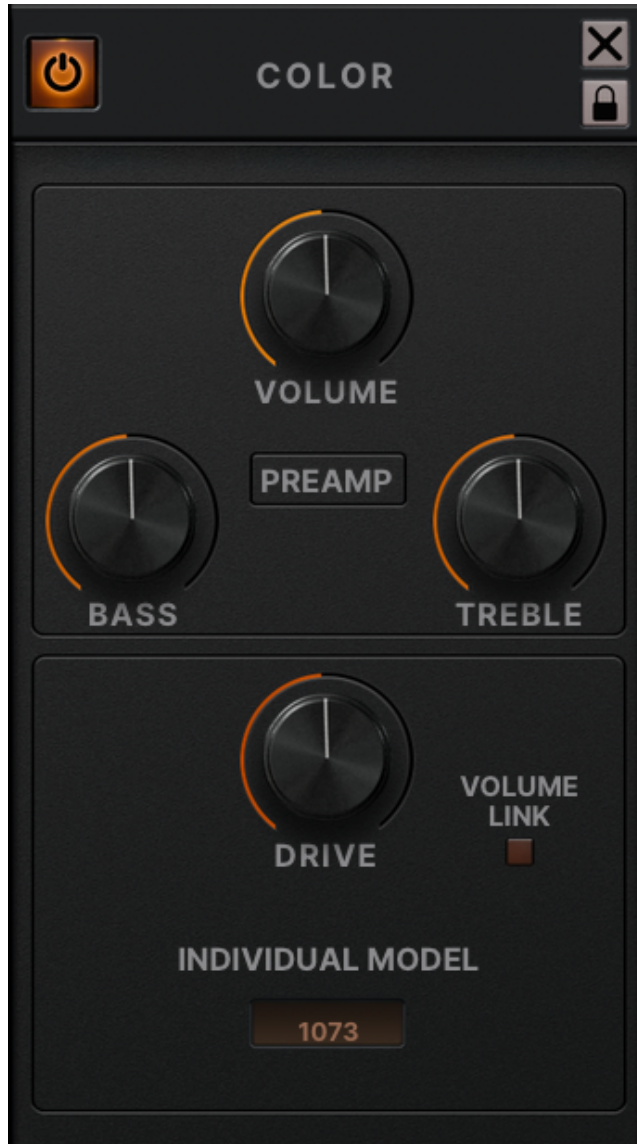 COLOR
VOLUME
PREAMP
BASS
TREBLE
DRIVE
VOLUME
LINK
INDIVIDUAL MODEL
1073